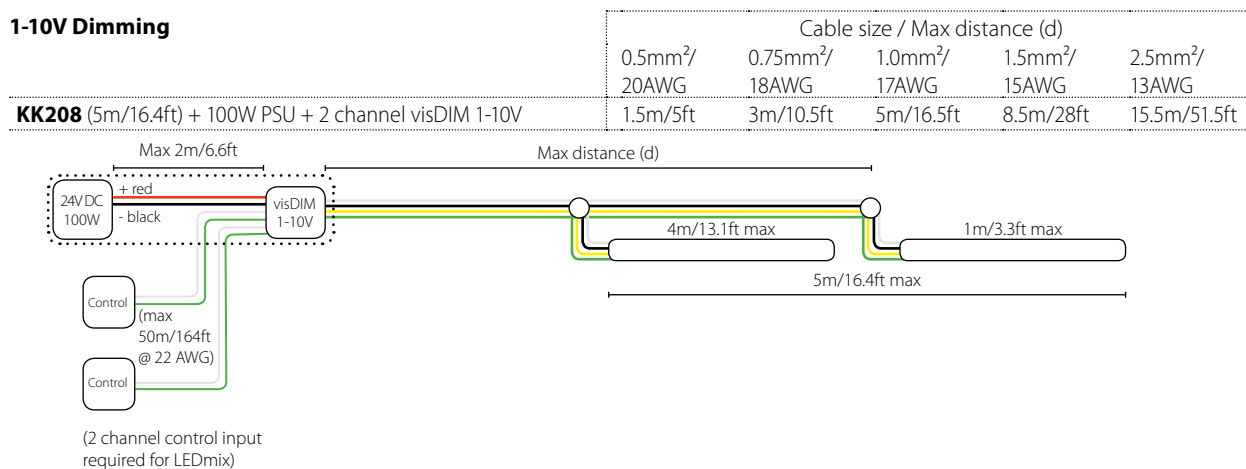 1-10V Dimming
Cable size / Max distance (d)
0.5mm²/ 0.75mm²/ 1.0mm²/ 1.5mm²/ 2.5mm²/
20AWG 18AWG 17AWG 15AWG 13AWG
KK208 (5m/16.4ft) + 100W PSU + 2 channel visDIM 1-10V 1.5m/5ft 3m/10.5ft 5m/16.5ft 8.5m/28ft 15.5m/51.5ft
Max 2m/6.6ft
Max distance (d)
24V DC
100W
+ red
- black
visDIM
1-10V
4m/13.1ft max
1m/3.3ft max
5m/16.4ft max
Control
(max
50m/164ft
@ 22 AWG)
Control
(2 channel control input
required for LEDmix)